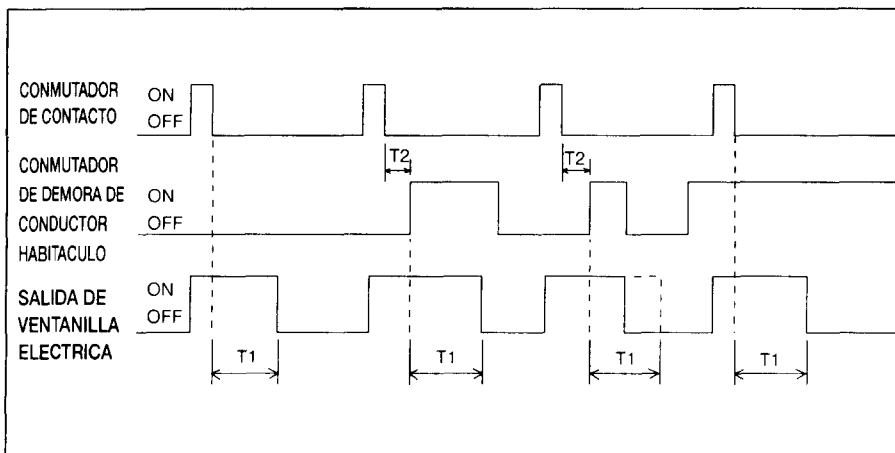 CONMUTADOR
DE CONTACTO
ON
OFF
CONMUTADOR
DE DEMORA DE
CONDUCTOR
HABITACULO
ON
OFF
T2
T2
SALIDA DE
VENTANILLA
ELECTRICA
ON
OFF
T1
T1
T1
T1